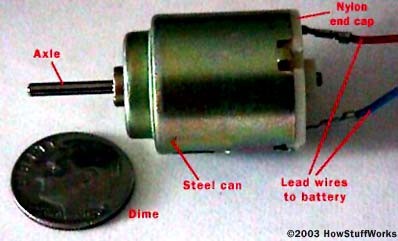 Nylon
end cap
Axle
Steel can
Lead wires
to battery
Dime
©2003 HowStuffWorks